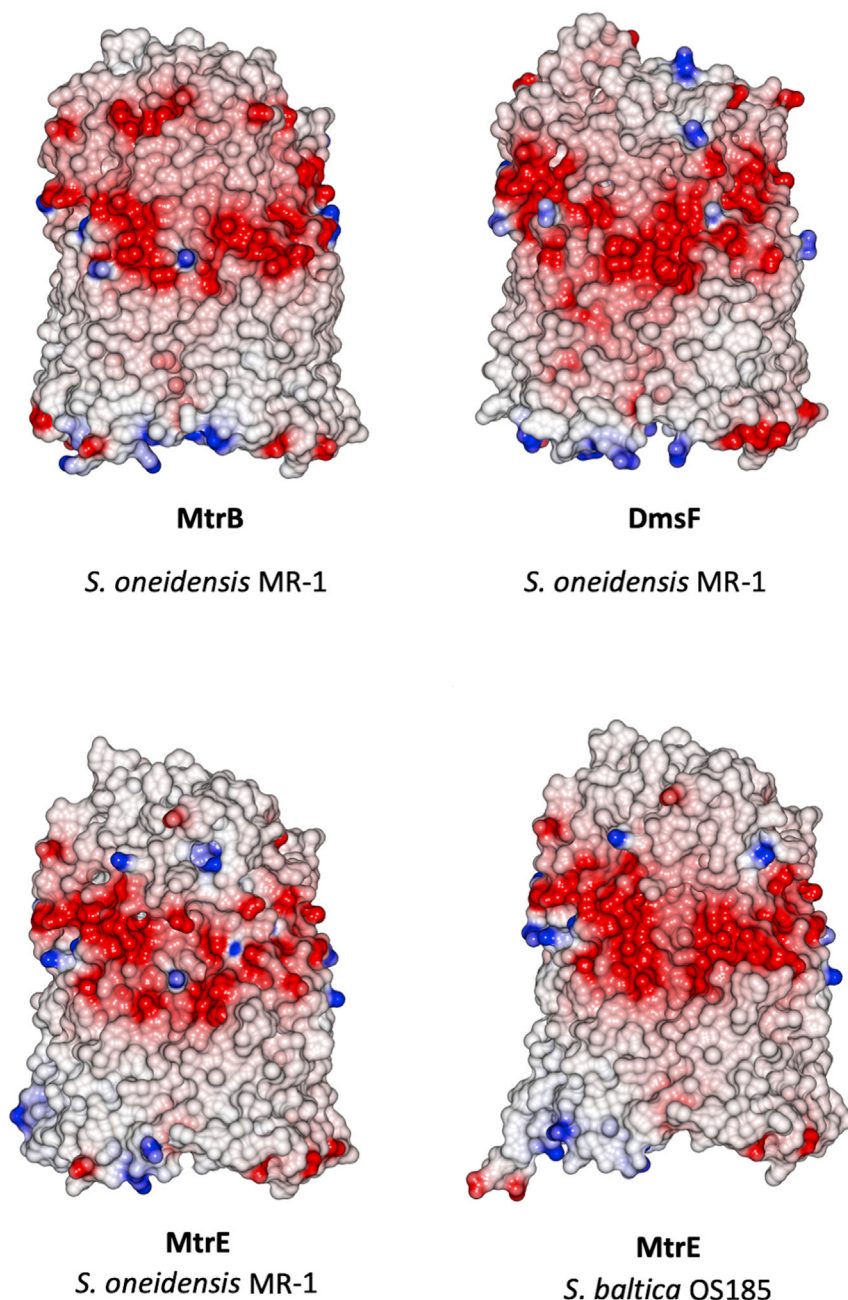 MtrB
DmsF
S. oneidensis MR-1
S. oneidensis MR-1
MtrE
MtrE
S. oneidensis MR-1
S. baltica OS185